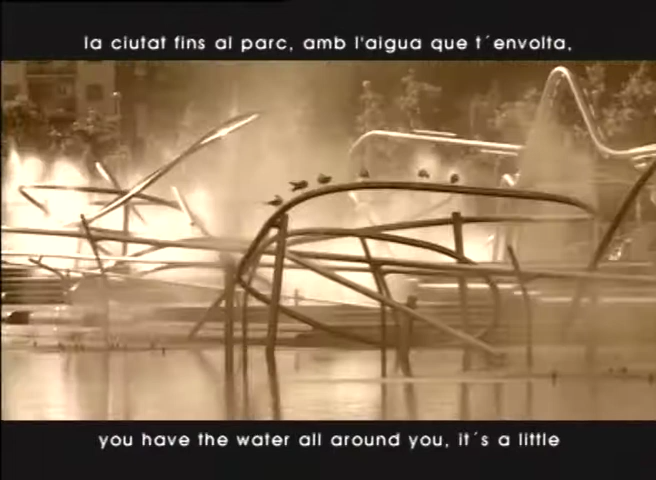 la ciutat fins al parc, amb l'aigua que t´envolta,
you have the water all around you, it´s a little